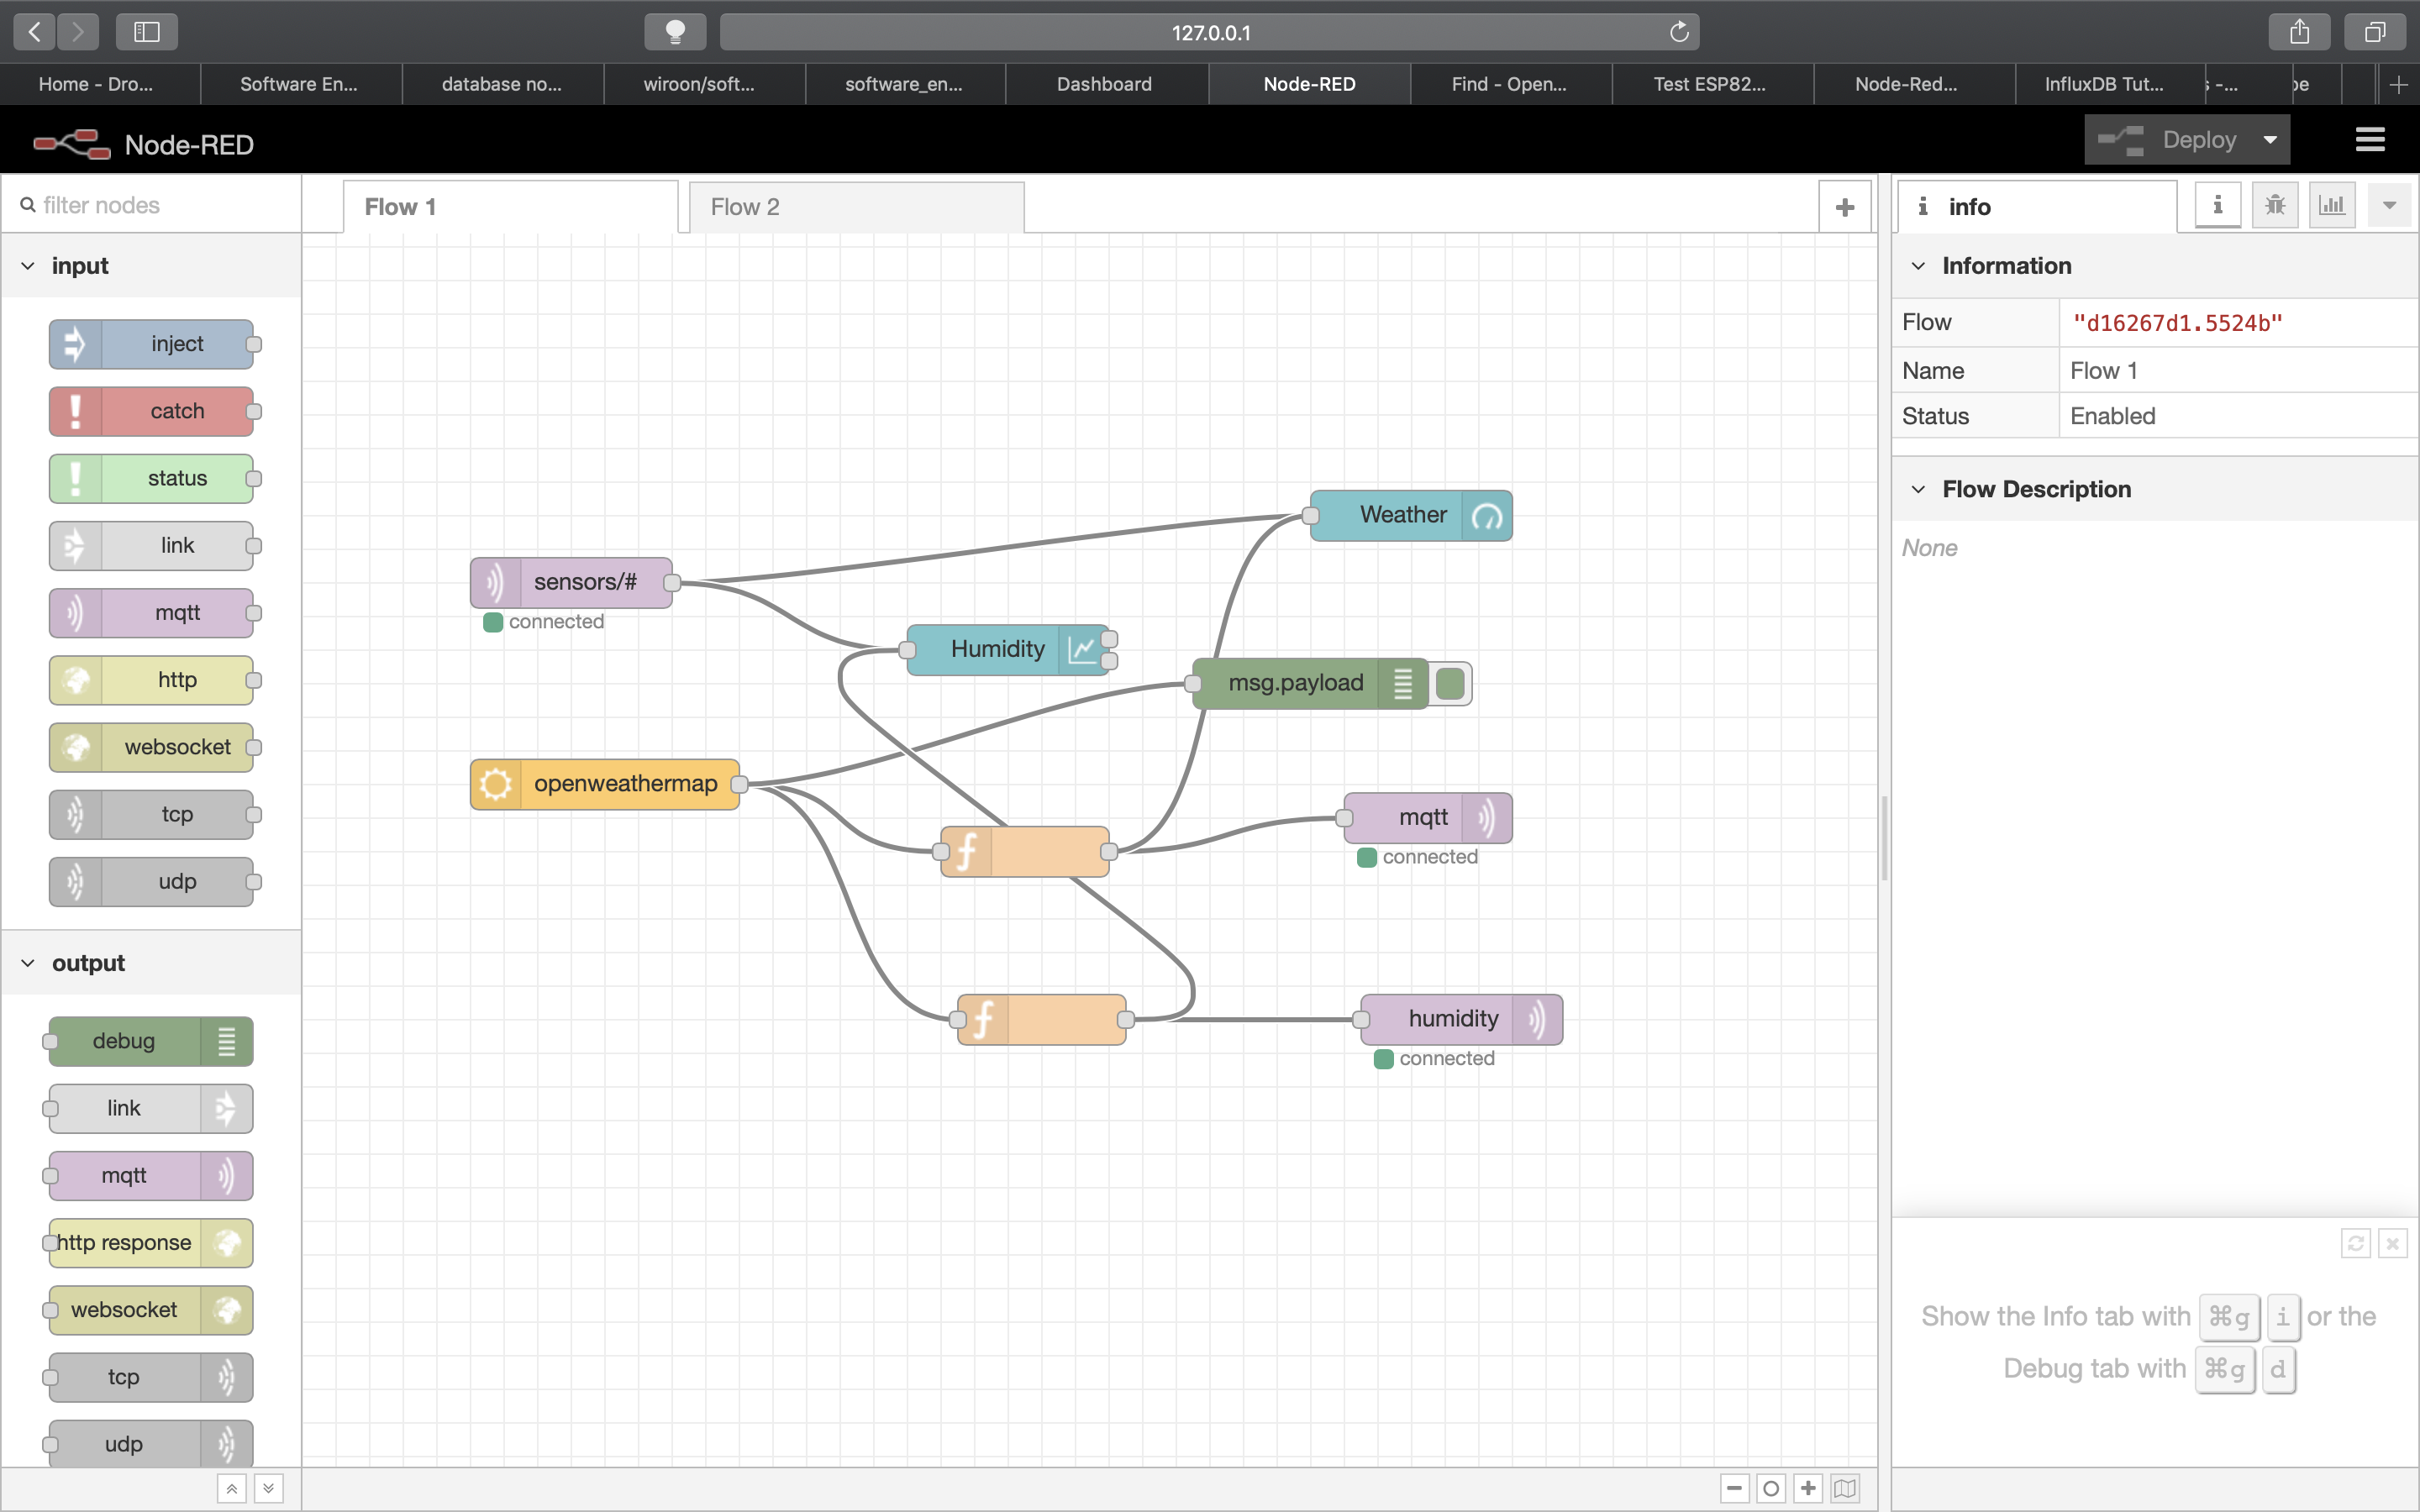 127.0.0.1
Home - Dro...
Software En...
database no...
wiroon/soft...
software_en...
Dashboard
Node-RED
Find - Open...
Test ESP82...
Node-Red...
InfluxDB Tut...
Node-RED
Deploy
filter nodes
input
inject
catch
status
link
mqtt
http
websocket
tcp
udp
output
debug
link
mqtt
http response
websocket
tcp
udp
Flow 1
Flow 2
Weather
sensors/#
connected
Humidity
msg.payload
openweathermap
mqtt
connected
humidity
connected
info
Information
Flow "d16267d1.5524b"
Name Flow 1
Status Enabled
Flow Description
None
Show the Info tab with ⌘g i or the
Debug tab with ⌘g d